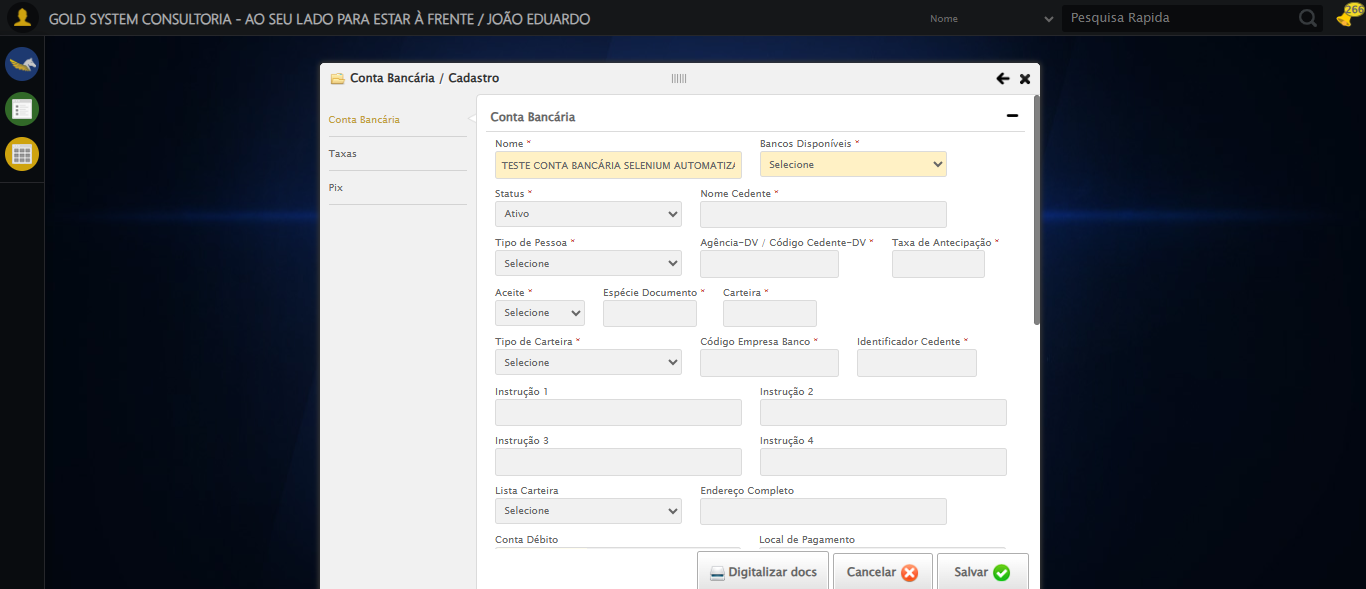 GOLD SYSTEM CONSULTORIA - AO SEU LADO PARA ESTAR À FRENTE / JOÃO EDUARDO
Nome
Pesquisa Rapida
266
Conta Bancária / Cadastro
Conta Bancária
Taxas
Pix
Conta Bancária
Nome *
Bancos Disponíveis *
TESTE CONTA BANCÁRIA SELENIUM AUTOMATIZA
Selecione
Status *
Nome Cedente *
Ativo
Tipo de Pessoa *
Agência-DV / Código Cedente-DV *
Taxa de Antecipação *
Selecione
Aceite *
Espécie Documento *
Carteira *
Selecione
Tipo de Carteira *
Código Empresa Banco *
Identificador Cedente *
Selecione
Instrução 1
Instrução 2
Instrução 3
Instrução 4
Lista Carteira
Endereço Completo
Selecione
Conta Débito
Local de Pagamento
Digitalizar docs
Cancelar
Salvar